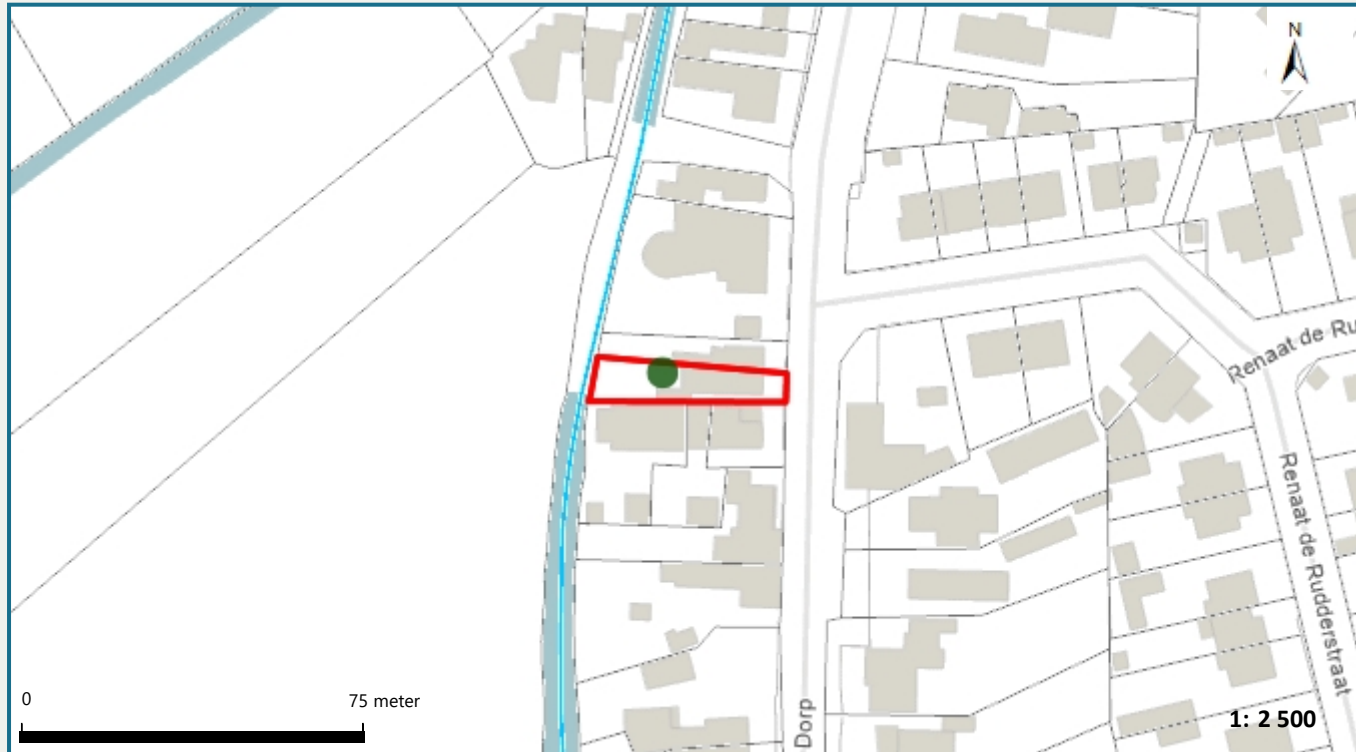 N
Renaat de Ru
Renaat de Rudderstraat
Dorp
0 75 meter
1: 2 500